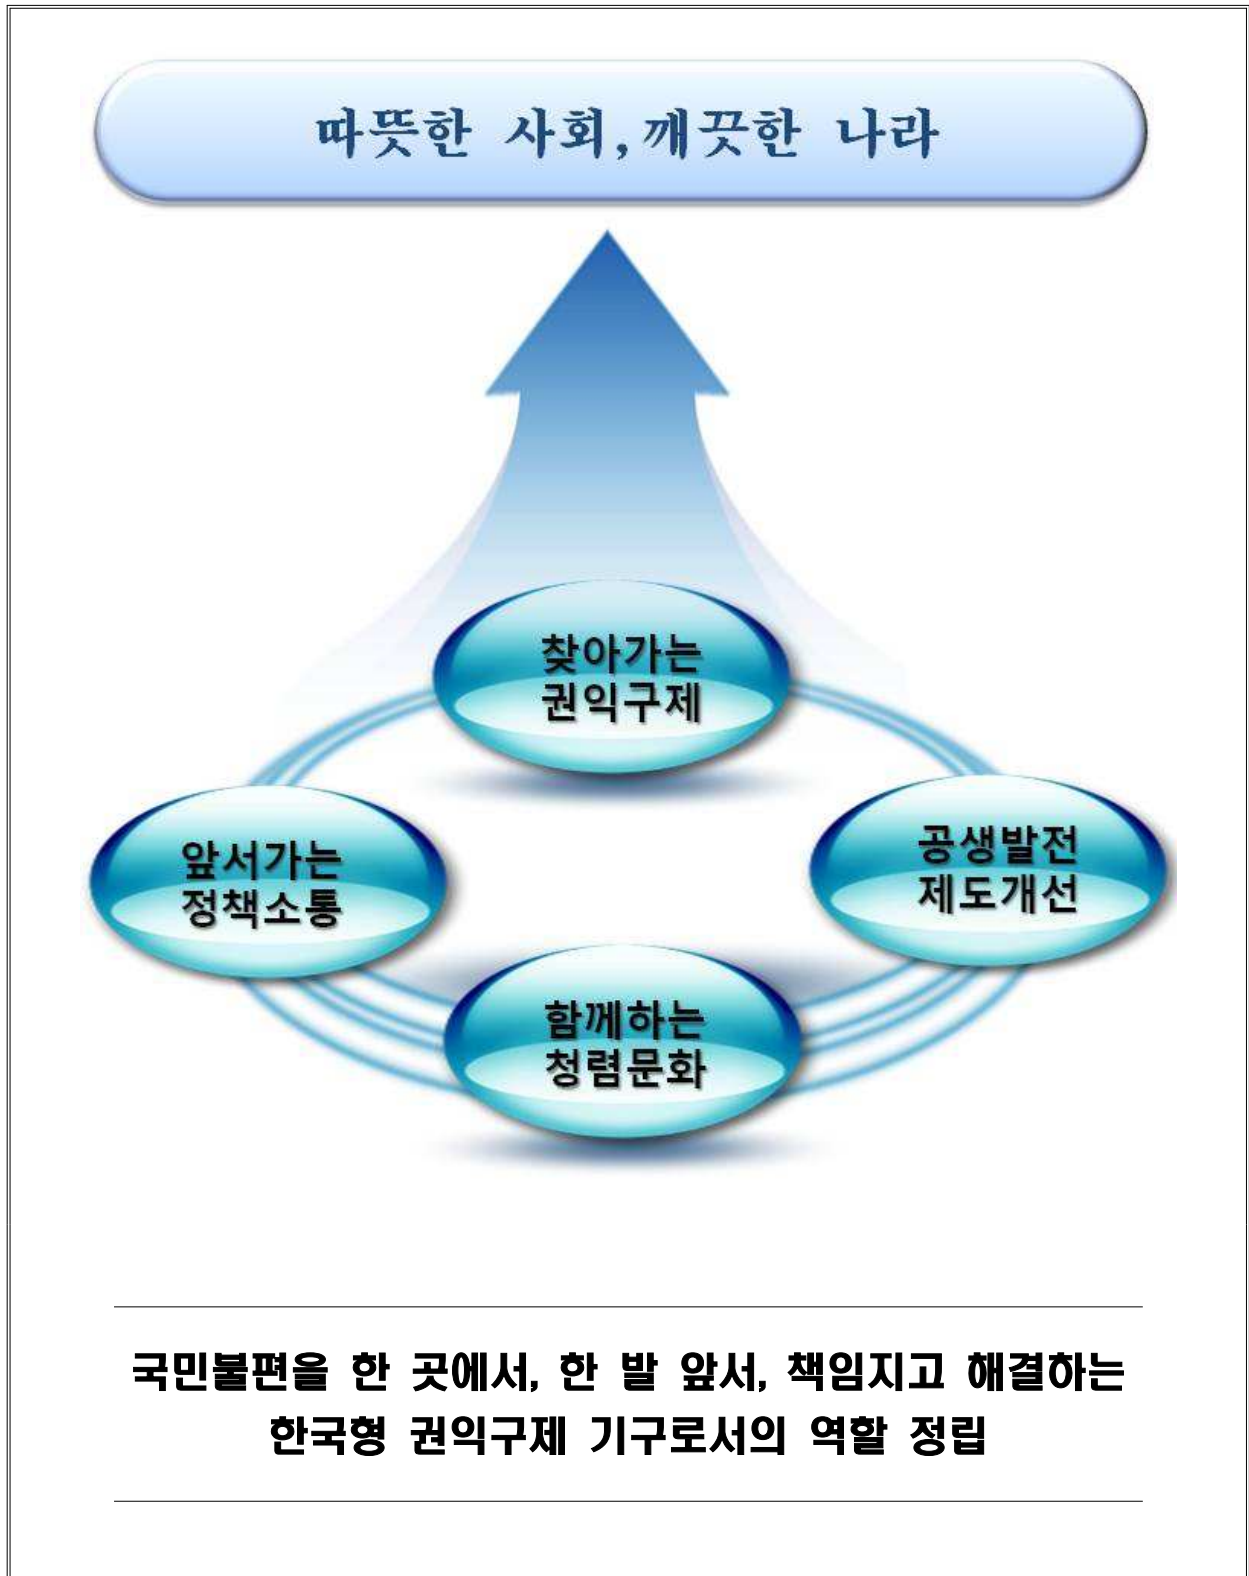 따뜻한 사회, 깨끗한 나라
찾아가는
권익구제
앞서가는
정책소통
공생발전
제도개선
함께하는
청렴문화
국민불편을 한 곳에서, 한 발 앞서, 책임지고 해결하는
한국형 권익구제 기구로서의 역할 정립